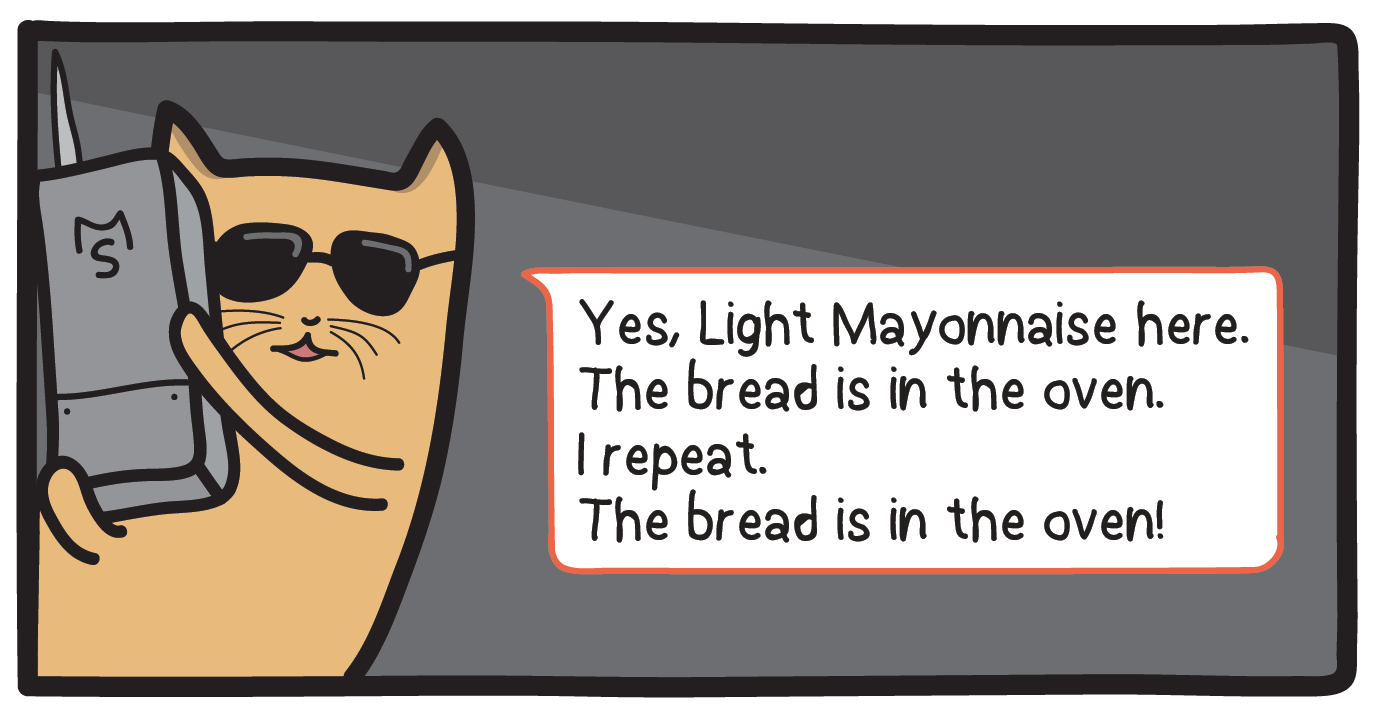 S
Yes, Light Mayonnaise here.
The bread is in the oven.
I repeat.
The bread is in the oven!